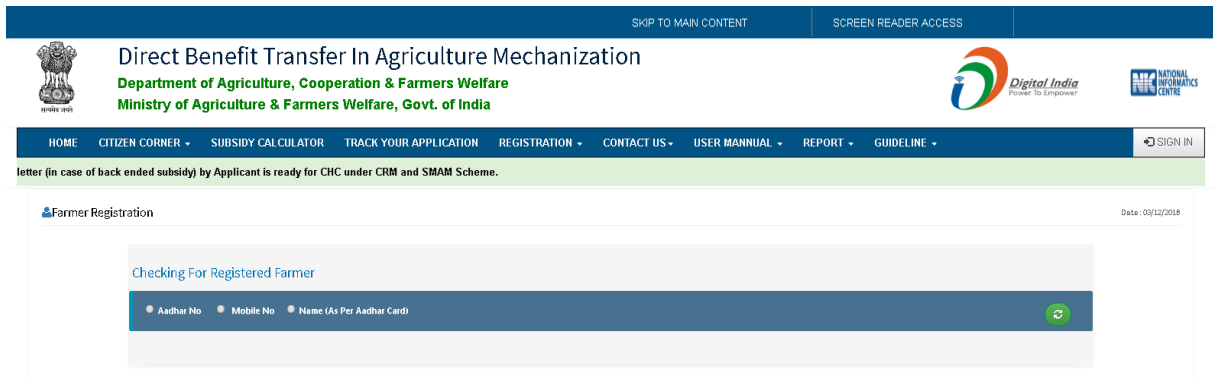 SKIP TO MAIN CONTENT SCREEN READER ACCESS
Direct Benefit Transfer In Agriculture Mechanization
Department of Agriculture, Cooperation & Farmers Welfare
Ministry of Agriculture & Farmers Welfare, Govt. of India
सत्यमेव जयते
Digital India
Power To Empower
NIC NATIONAL
INFORMATICS
CENTRE
HOME CITIZEN CORNER SUBSIDY CALCULATOR TRACK YOUR APPLICATION REGISTRATION CONTACT US USER MANNUAL REPORT GUIDELINE SIGN IN
letter (in case of back ended subsidy) by Applicant is ready for CHC under CRM and SMAM Scheme.
Farmer Registration Date : 03/12/2018
Checking For Registered Farmer
Aadhar No Mobile No Name (As Per Aadhar Card)